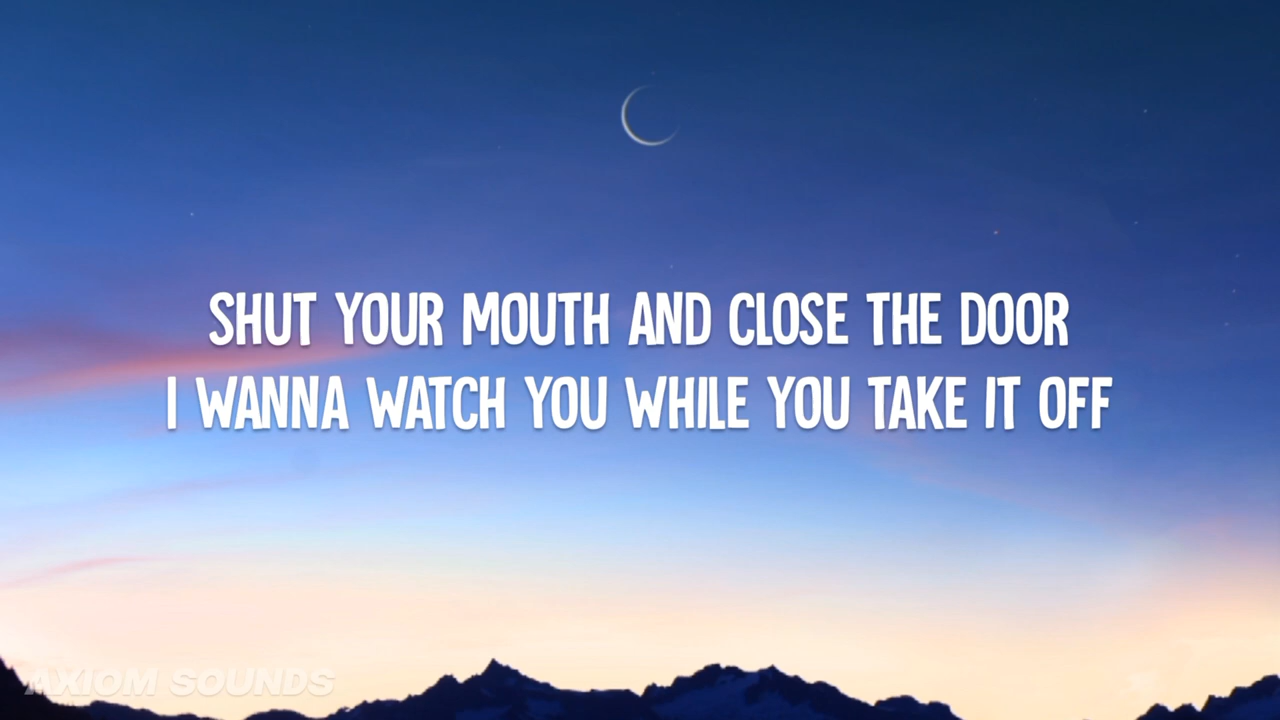 SHUT YOUR MOUTH AND CLOSE THE DOOR
I WANNA WATCH YOU WHILE YOU TAKE IT OFF
AXIOM SOUNDS